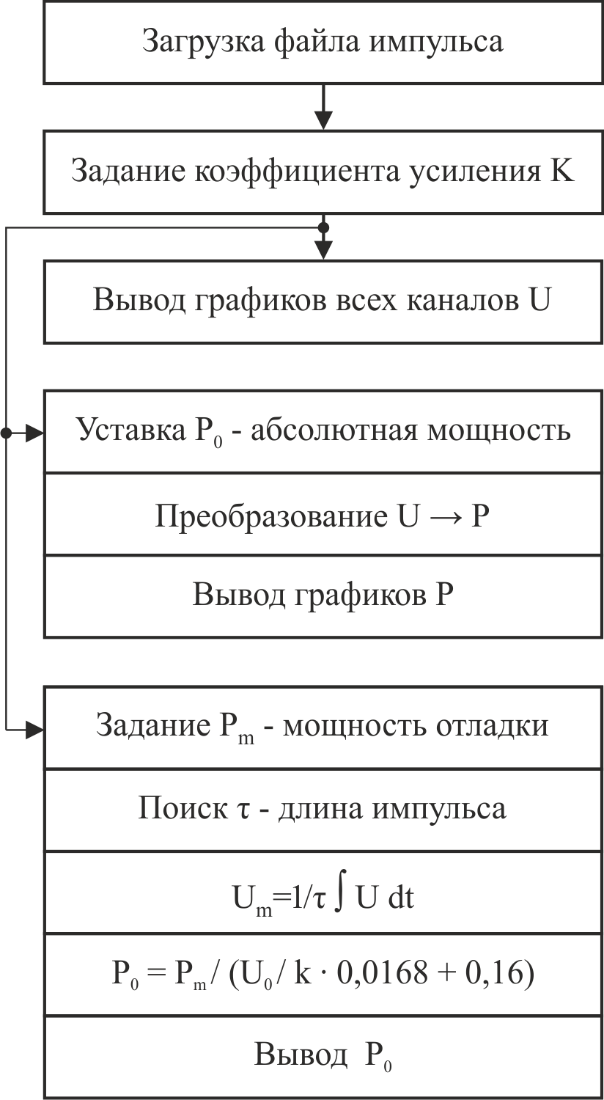 Загрузка файла импульса
Задание коэффициента усиления K
Вывод графиков всех каналов U
Уставка P₀ - абсолютная мощность
Преобразование U → P
Вывод графиков P
Задание Pₘ - мощность отладки
Поиск τ - длина импульса
Uₘ=1/τ ∫ U dt
P₀ = Pₘ / (U₀ / k · 0,0168 + 0,16)
Вывод P₀